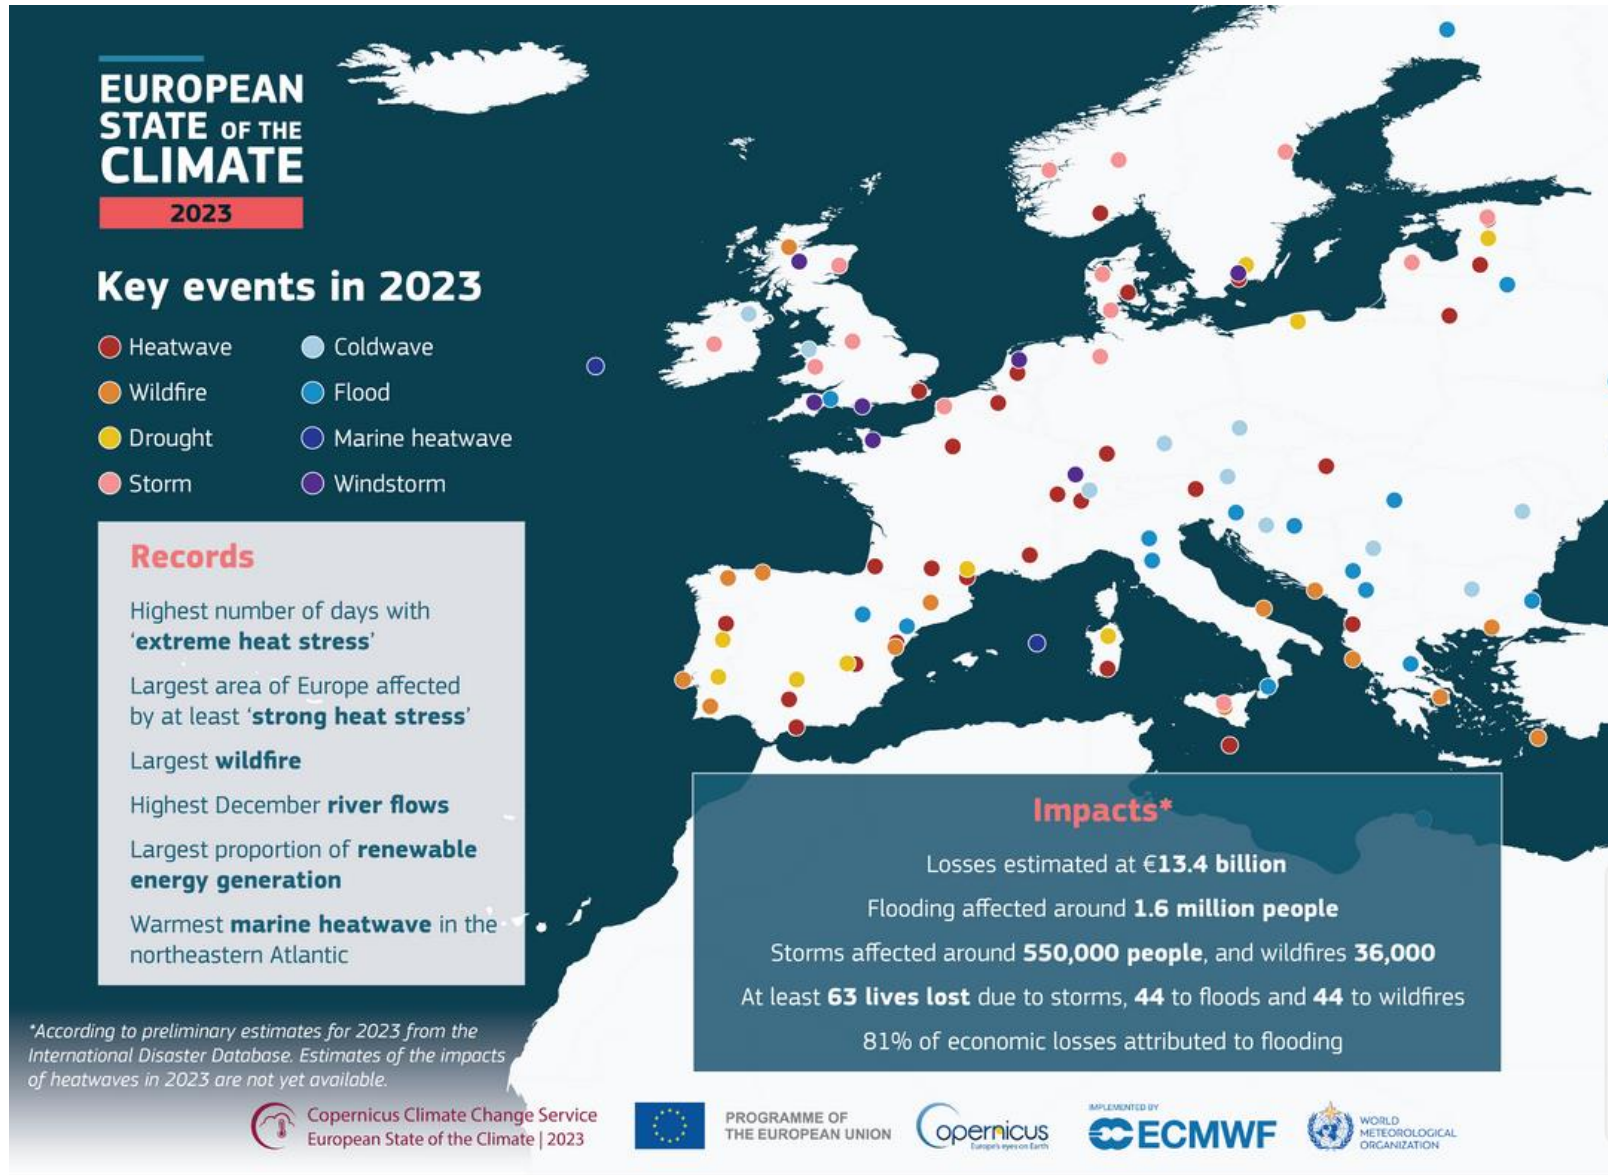 EUROPEAN
STATE OF THE
CLIMATE
2023
Key events in 2023
Heatwave
Wildfire
Drought
Storm
Coldwave
Flood
Marine heatwave
Windstorm
Records
Highest number of days with
‘extreme heat stress’
Largest area of Europe affected
by at least ‘strong heat stress’
Largest wildfire
Highest December river flows
Largest proportion of renewable
energy generation
Warmest marine heatwave in the
northeastern Atlantic
Impacts*
Losses estimated at €13.4 billion
Flooding affected around 1.6 million people
Storms affected around 550,000 people, and wildfires 36,000
At least 63 lives lost due to storms, 44 to floods and 44 to wildfires
81% of economic losses attributed to flooding
*According to preliminary estimates for 2023 from the
International Disaster Database. Estimates of the impacts
of heatwaves in 2023 are not yet available.
Copernicus Climate Change Service
European State of the Climate | 2023
PROGRAMME OF
THE EUROPEAN UNION
opernicus
Europe's eyes on Earth
IMPLEMENTED BY
ECMWF
WORLD
METEOROLOGICAL
ORGANIZATION